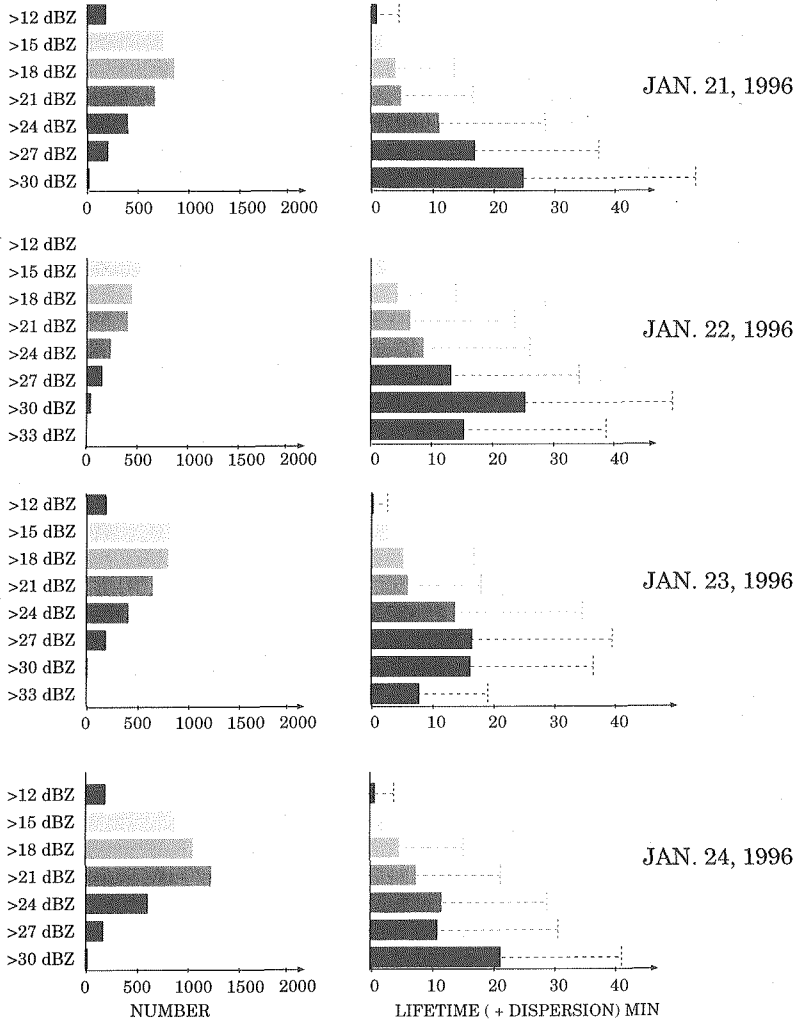 >12 dBZ
>15 dBZ
>18 dBZ
>21 dBZ
>24 dBZ
>27 dBZ
>30 dBZ
0 500 1000 1500 2000
0 10 20 30 40
JAN. 21, 1996
>12 dBZ
>15 dBZ
>18 dBZ
>21 dBZ
>24 dBZ
>27 dBZ
>30 dBZ
>33 dBZ
0 500 1000 1500 2000
0 10 20 30 40
JAN. 22, 1996
>12 dBZ
>15 dBZ
>18 dBZ
>21 dBZ
>24 dBZ
>27 dBZ
>30 dBZ
>33 dBZ
0 500 1000 1500 2000
0 10 20 30 40
JAN. 23, 1996
>12 dBZ
>15 dBZ
>18 dBZ
>21 dBZ
>24 dBZ
>27 dBZ
>30 dBZ
0 500 1000 1500 2000
0 10 20 30 40
JAN. 24, 1996
NUMBER
LIFETIME ( + DISPERSION) MIN